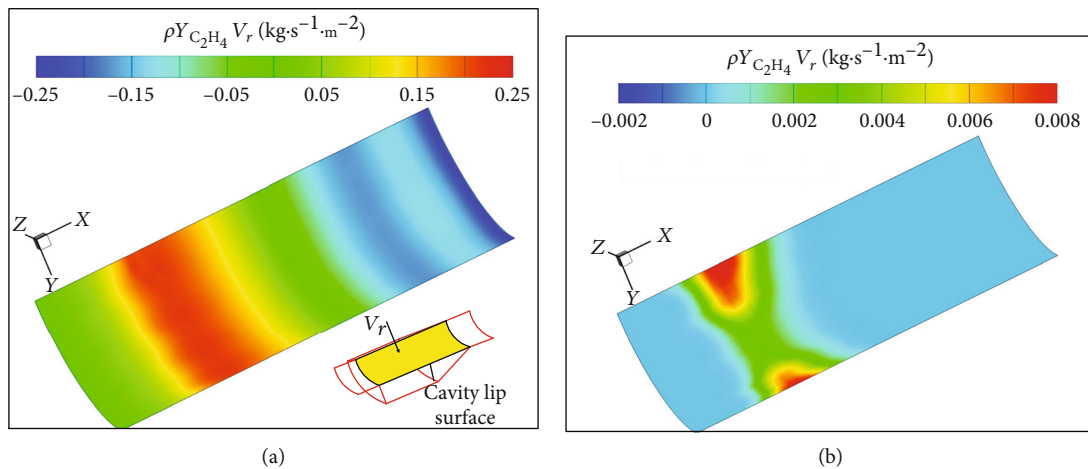 ρY_{C₂H₄} V_r (kg·s⁻¹·m⁻²)
−0.25 −0.15 −0.05 0.05 0.15 0.25
Z X
Y
V_r
Cavity lip
surface
(a)
ρY_{C₂H₄} V_r (kg·s⁻¹·m⁻²)
−0.002 0 0.002 0.004 0.006 0.008
Z X
Y
(b)